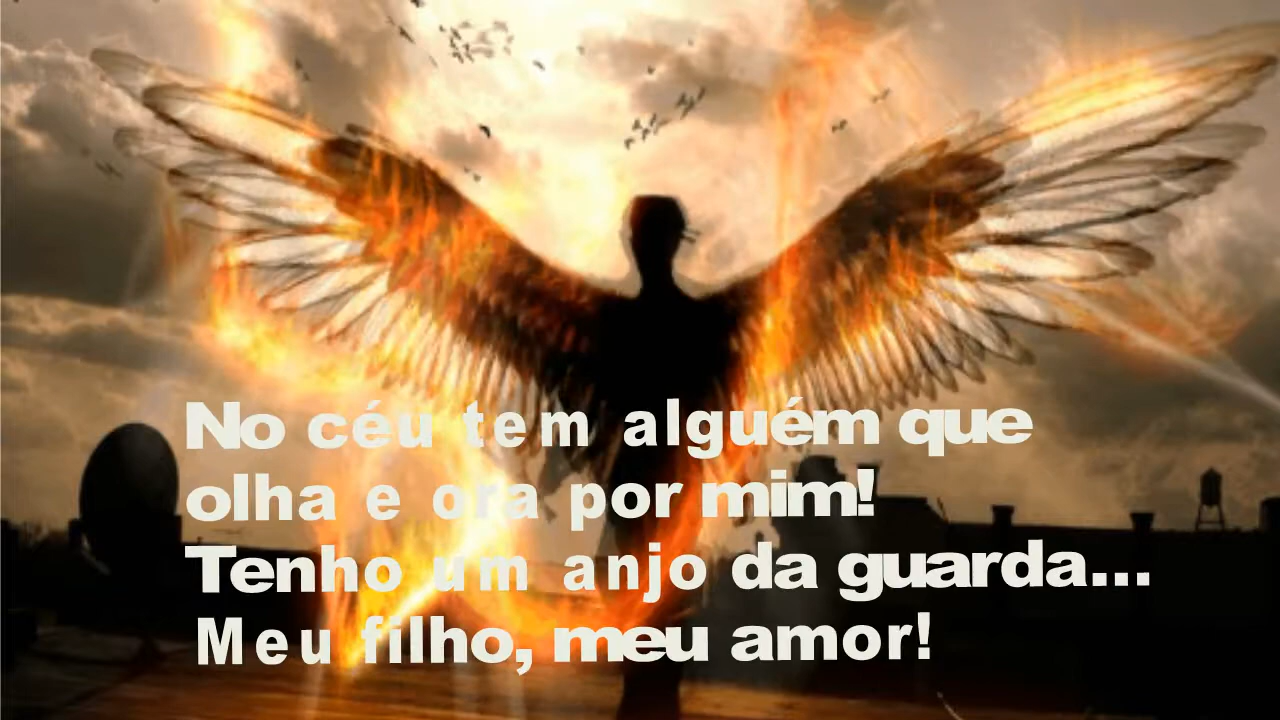 No céu tem alguém que
olha e ora por mim!
Tenho um anjo da guarda...
Meu filho, meu amor!